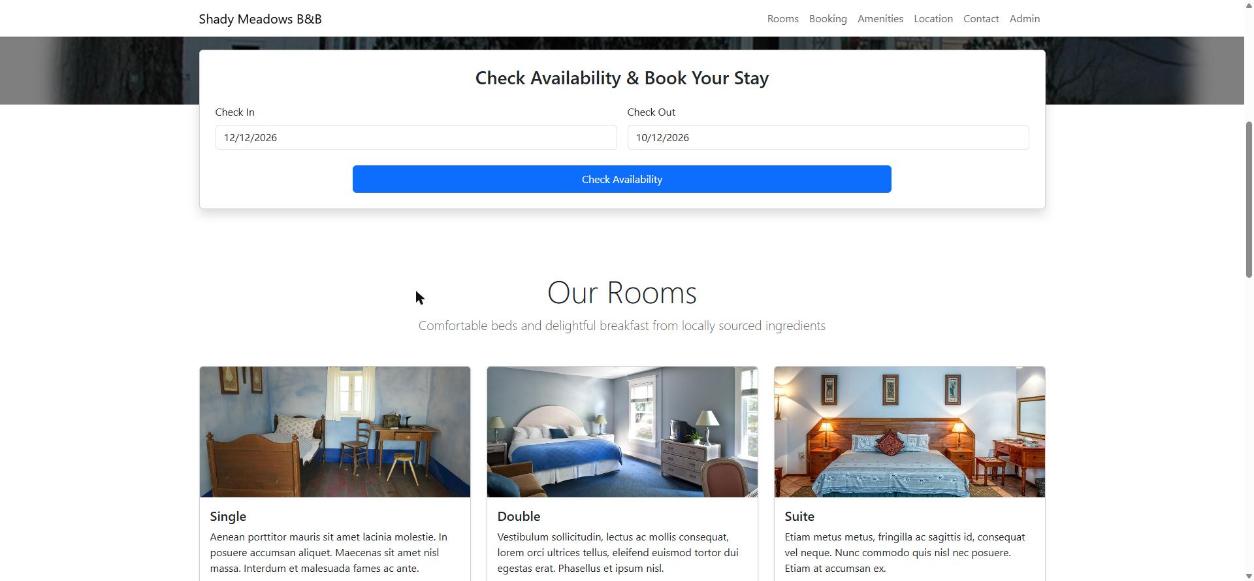 Shady Meadows B&B
Rooms Booking Amenities Location Contact Admin
Check Availability & Book Your Stay
Check In
Check Out
12/12/2026
10/12/2026
Check Availability
Our Rooms
Comfortable beds and delightful breakfast from locally sourced ingredients
Single
Aenean porttitor mauris sit amet lacinia molestie. In
posuere accumsan aliquet. Maecenas sit amet nisl
massa. Interdum et malesuada fames ac ante.
Double
Vestibulum sollicitudin, lectus ac mollis consequat,
lorem orci ultrices tellus, eleifend euismod tortor dui
egestas erat. Phasellus et ipsum nisl.
Suite
Etiam metus metus, fringilla ac sagittis id, consequat
vel neque. Nunc commodo quis nisl nec posuere.
Etiam at accumsan ex.